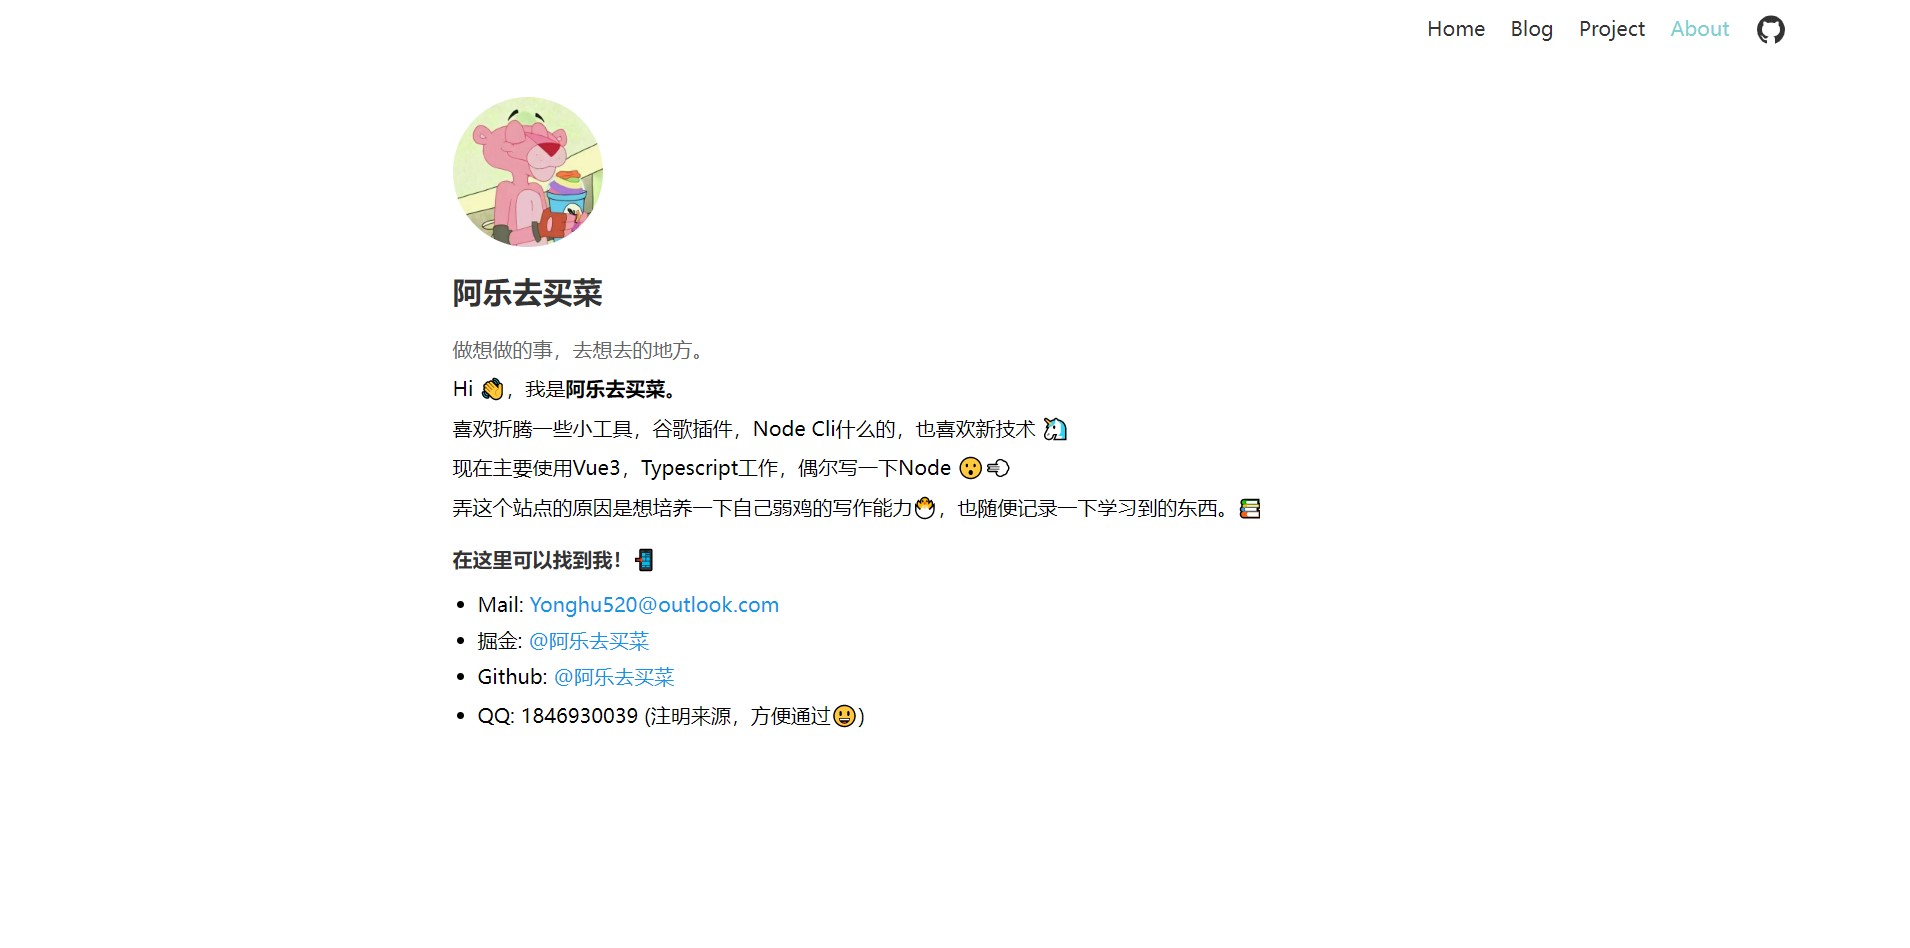 Home Blog Project About
阿乐去买菜
做想做的事，去想去的地方。
Hi 👏，我是阿乐去买菜。
喜欢折腾一些小工具，谷歌插件，Node Cli什么的，也喜欢新技术 🦄
现在主要使用Vue3，Typescript工作，偶尔写一下Node 😮‍💨
弄这个站点的原因是想培养一下自己弱鸡的写作能力🐣，也随便记录一下学习到的东西。📚
在这里可以找到我！📲
• Mail: Yonghu520@outlook.com
• 掘金: @阿乐去买菜
• Github: @阿乐去买菜
• QQ: 1846930039 (注明来源，方便通过😃)